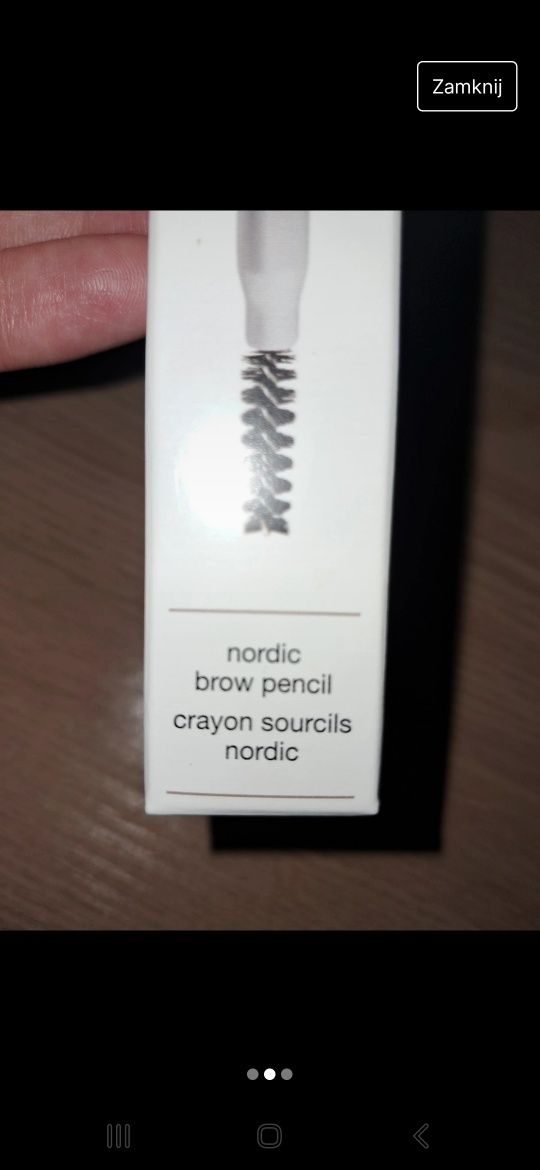 Zamknij
nordic
brow pencil
crayon sourcils
nordic